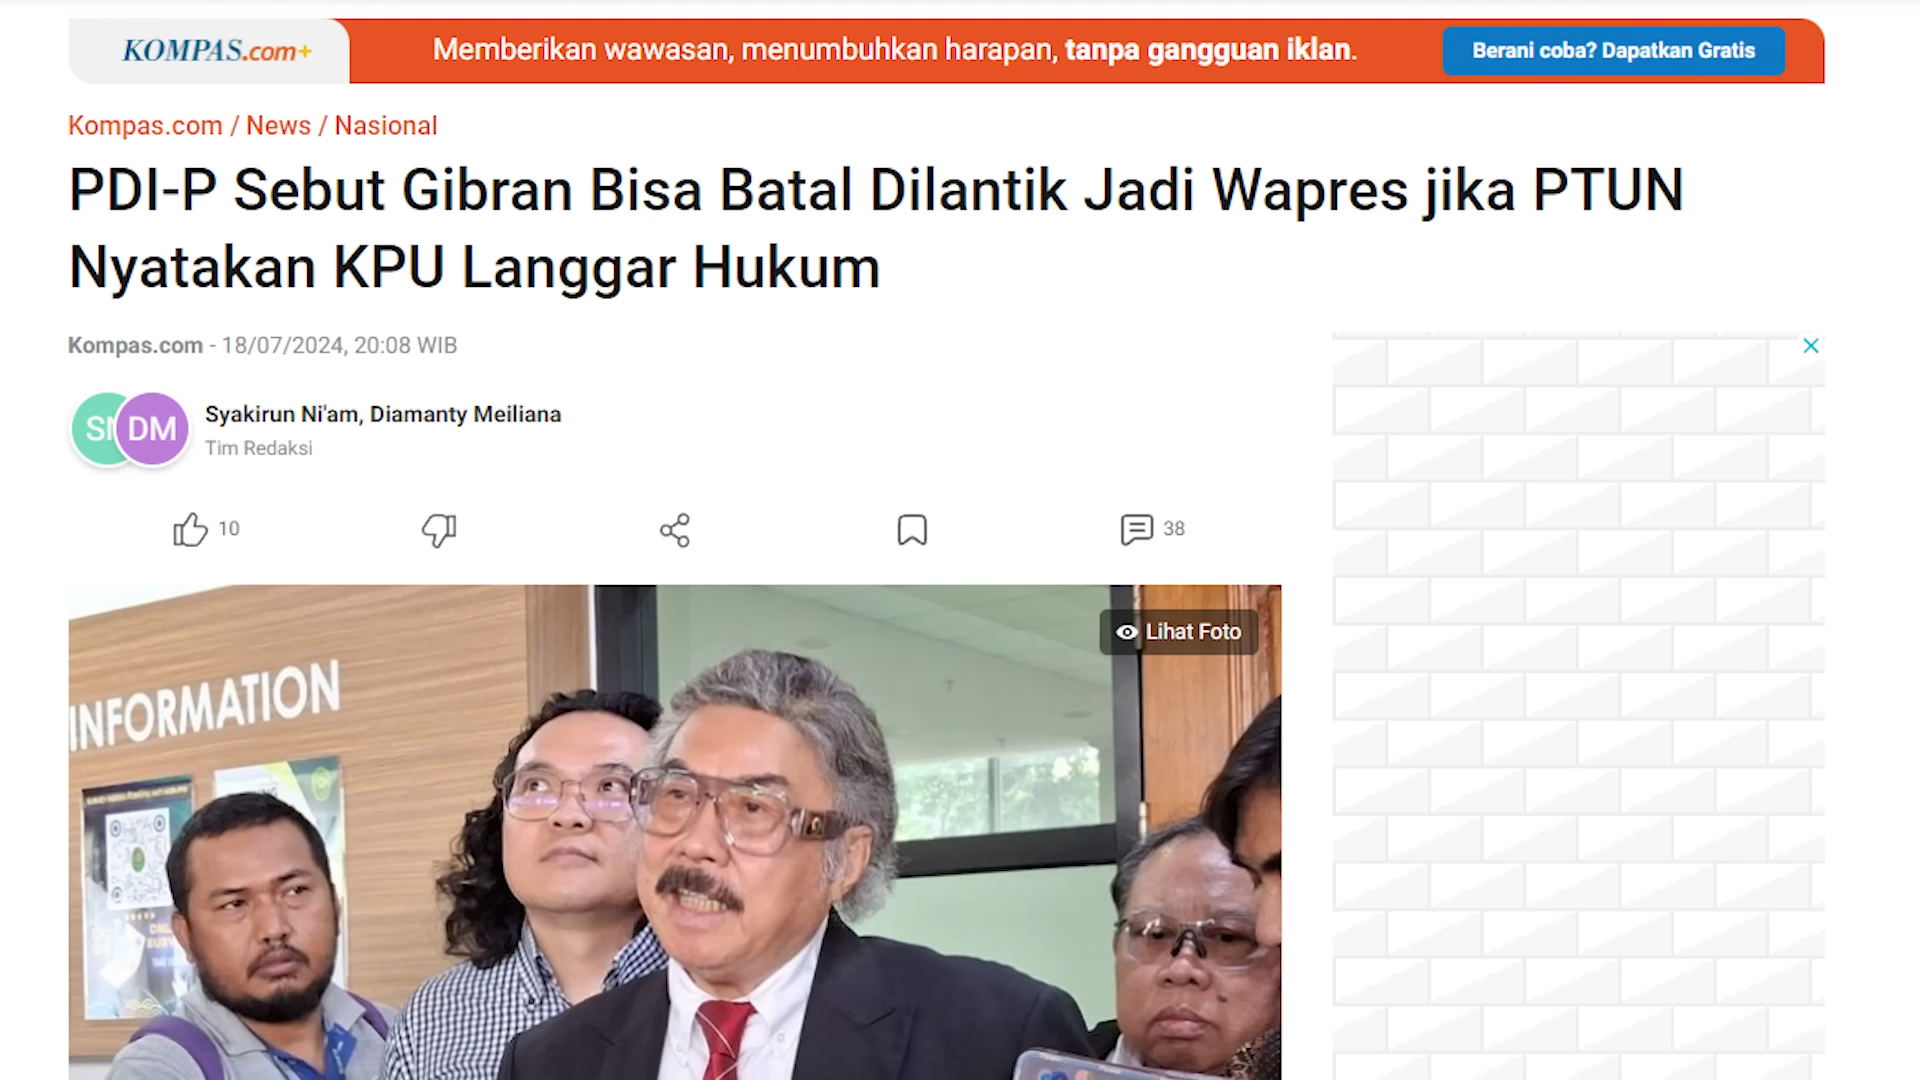 KOMPAS.com+
Memberikan wawasan, menumbuhkan harapan, tanpa gangguan iklan.
Berani coba? Dapatkan Gratis
Kompas.com / News / Nasional
PDI-P Sebut Gibran Bisa Batal Dilantik Jadi Wapres jika PTUN
Nyatakan KPU Langgar Hukum
Kompas.com - 18/07/2024, 20:08 WIB
DM
Syakirun Ni'am, Diamanty Meiliana
Tim Redaksi
10
38
Lihat Foto
INFORMATION